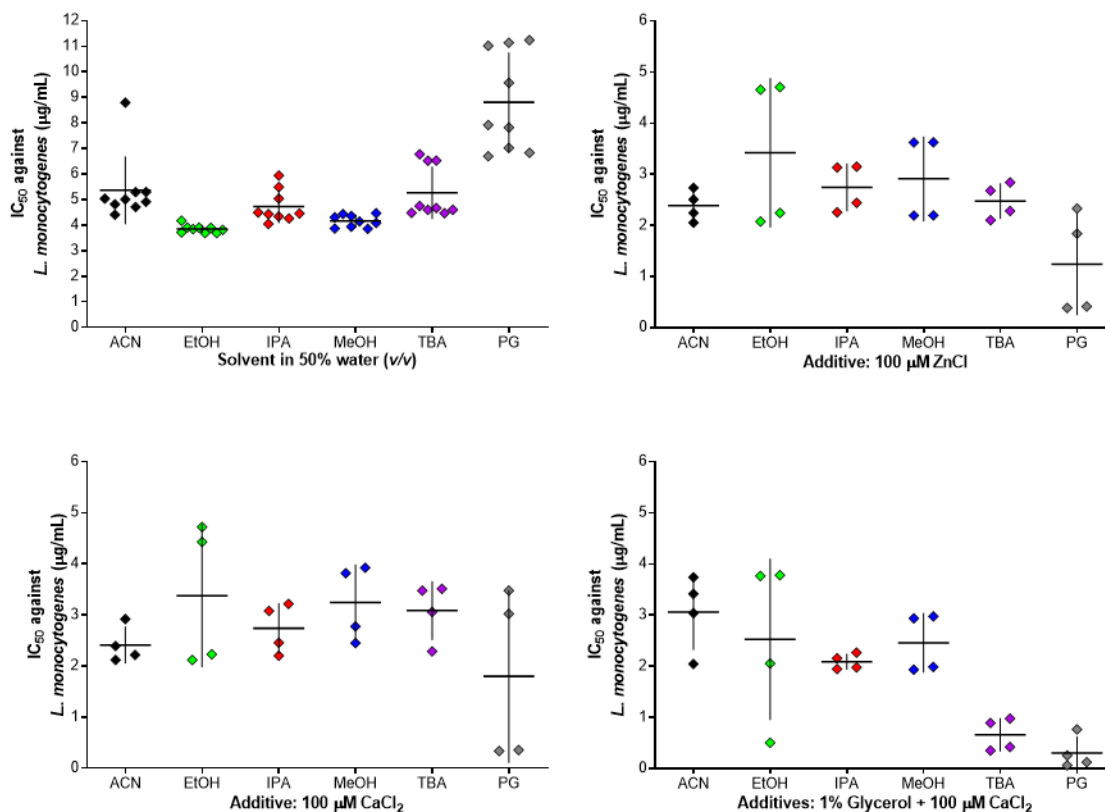 12
11
10
9
8
7
6
5
4
3
2
1
0
IC50 against
L. monocytogenes (μg/mL)
ACN EtOH IPA MeOH TBA PG
Solvent in 50% water (v/v)
6
5
4
3
2
1
0
IC50 against
L. monocytogenes (μg/mL)
ACN EtOH IPA MeOH TBA PG
Additive: 100 μM ZnCl
6
5
4
3
2
1
0
IC50 against
L. monocytogenes (μg/mL)
ACN EtOH IPA MeOH TBA PG
Additive: 100 μM CaCl2
6
5
4
3
2
1
0
IC50 against
L. monocytogenes (μg/mL)
ACN EtOH IPA MeOH TBA PG
Additives: 1% Glycerol + 100 μM CaCl2